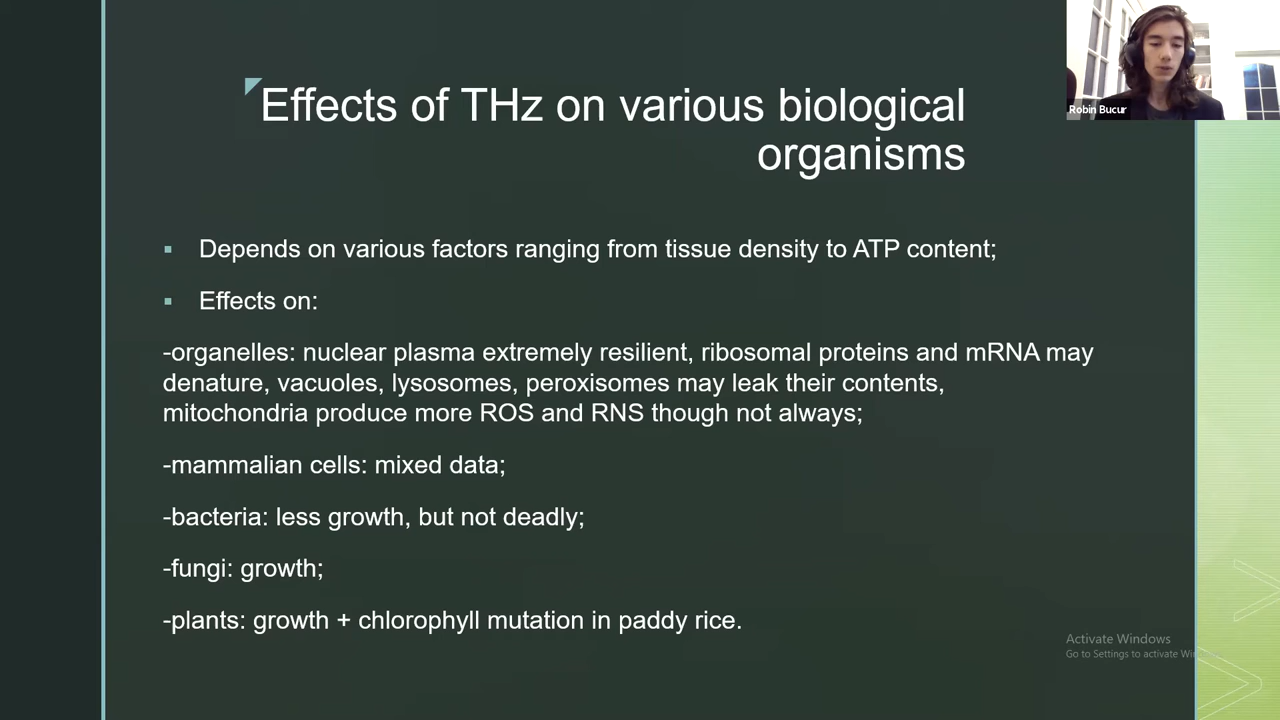 Effects of THz on various biological
organisms
Robin Bucur
Depends on various factors ranging from tissue density to ATP content;
Effects on:
-organelles: nuclear plasma extremely resilient, ribosomal proteins and mRNA may
denature, vacuoles, lysosomes, peroxisomes may leak their contents,
mitochondria produce more ROS and RNS though not always;
-mammalian cells: mixed data;
-bacteria: less growth, but not deadly;
-fungi: growth;
-plants: growth + chlorophyll mutation in paddy rice.
Activate Windows
Go to Settings to activate